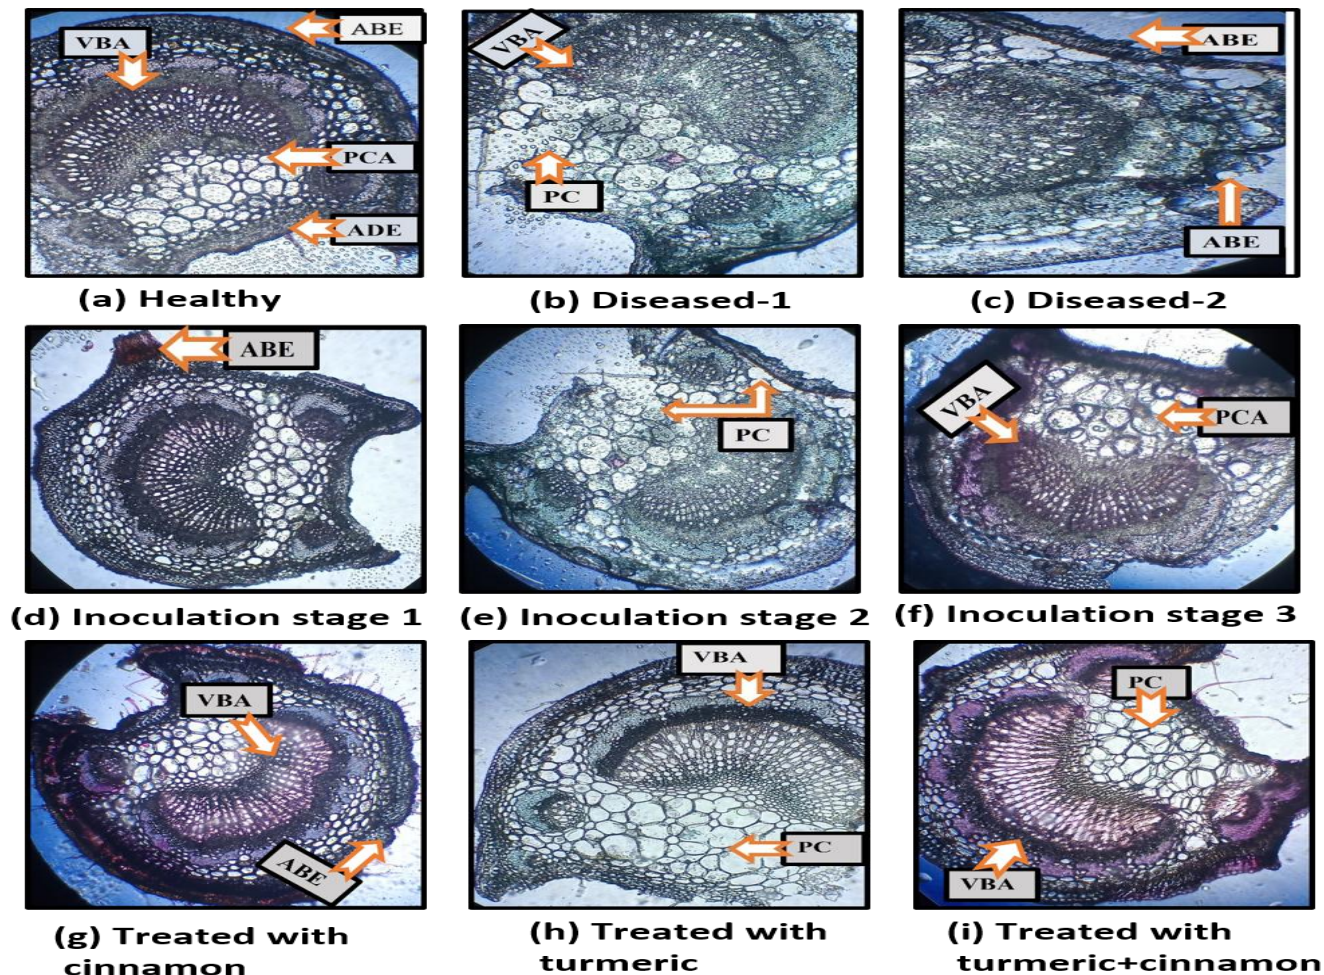 VBA
ABE
PCA
ADE
(a) Healthy
VBA
PC
(b) Diseased-1
ABE
ABE
(c) Diseased-2
ABE
(d) Inoculation stage 1
PC
(e) Inoculation stage 2
VBA
PCA
(f) Inoculation stage 3
VBA
ABE
(g) Treated with
cinnamon
VBA
PC
(h) Treated with
turmeric
PC
VBA
(i) Treated with
turmeric+cinnamon